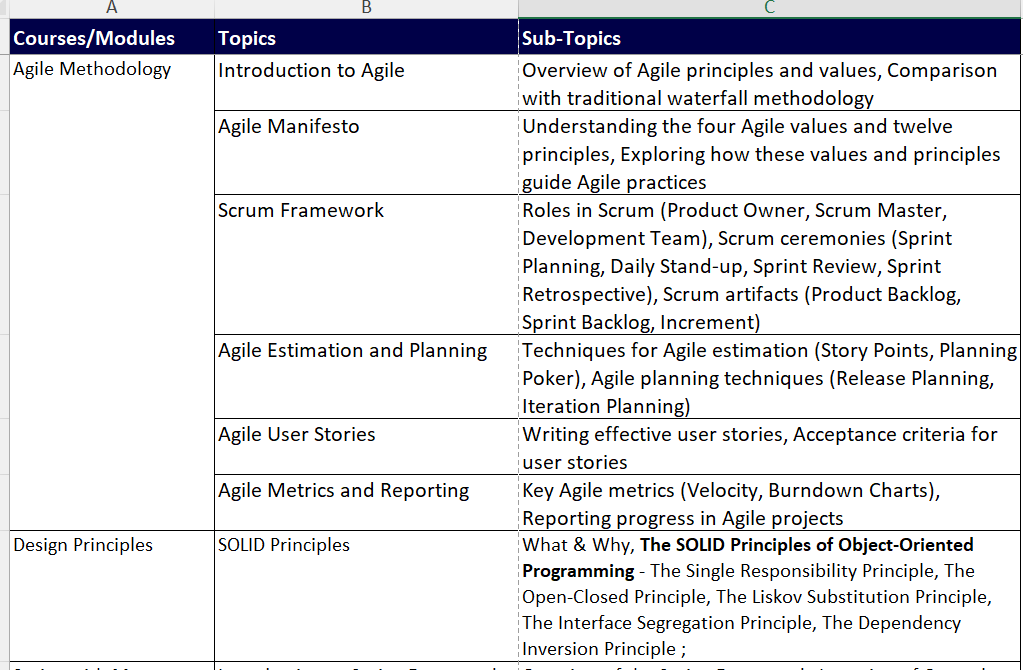 A B C
Courses/Modules Topics Sub-Topics
Agile Methodology Introduction to Agile Overview of Agile principles and values, Comparison
with traditional waterfall methodology
Agile Manifesto Understanding the four Agile values and twelve
principles, Exploring how these values and principles
guide Agile practices
Scrum Framework Roles in Scrum (Product Owner, Scrum Master,
Development Team), Scrum ceremonies (Sprint
Planning, Daily Stand-up, Sprint Review, Sprint
Retrospective), Scrum artifacts (Product Backlog,
Sprint Backlog, Increment)
Agile Estimation and Planning Techniques for Agile estimation (Story Points, Planning
Poker), Agile planning techniques (Release Planning,
Iteration Planning)
Agile User Stories Writing effective user stories, Acceptance criteria for
user stories
Agile Metrics and Reporting Key Agile metrics (Velocity, Burndown Charts),
Reporting progress in Agile projects
Design Principles SOLID Principles What & Why, The SOLID Principles of Object-Oriented
Programming - The Single Responsibility Principle, The
Open-Closed Principle, The Liskov Substitution Principle,
The Interface Segregation Principle, The Dependency
Inversion Principle ;